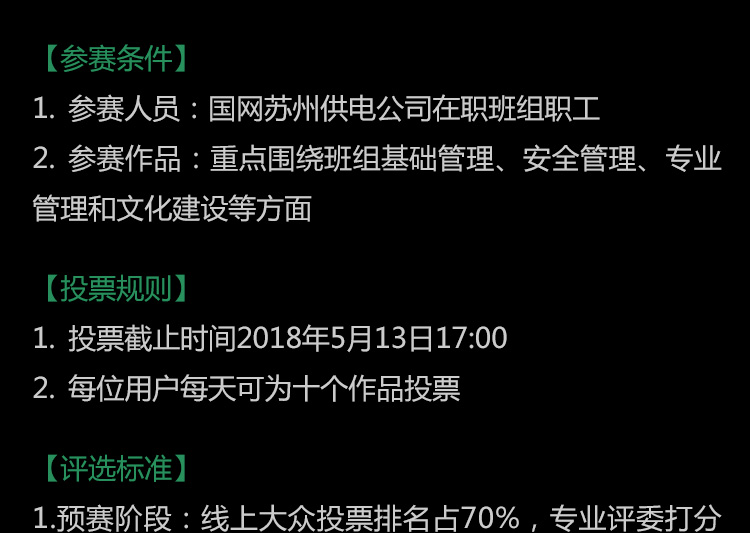 【参赛条件】
1. 参赛人员：国网苏州供电公司在职班组职工
2. 参赛作品：重点围绕班组基础管理、安全管理、专业
管理和文化建设等方面
【投票规则】
1. 投票截止时间2018年5月13日17:00
2. 每位用户每天可为十个作品投票
【评选标准】
1.预赛阶段：线上大众投票排名占70%，专业评委打分